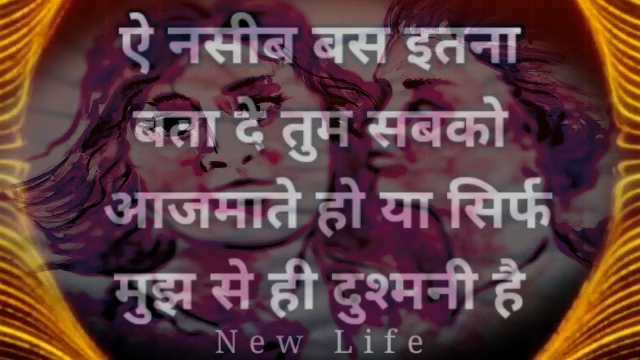 ऐ नसीब बस इतना
बता दे तुम सबको
आजमाते हो या सिर्फ
मुझ से ही दुश्मनी है
New Life